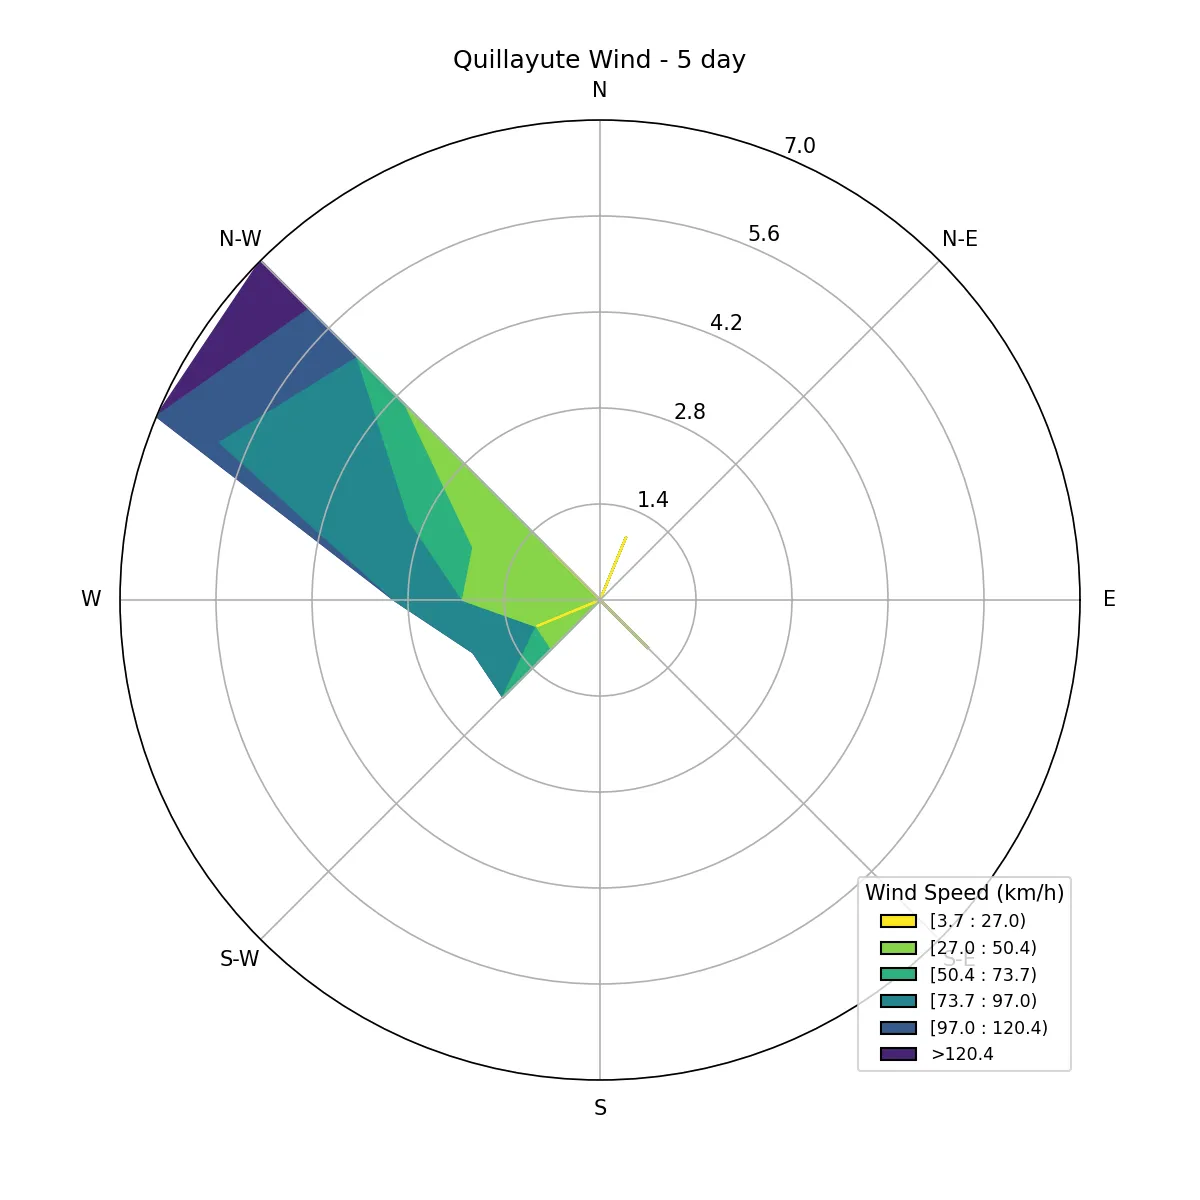 Quillayute Wind - 5 day
N
7.0
N-W
5.6
N-E
4.2
2.8
1.4
W
E
S-W
S-E
S
Wind Speed (km/h)
[3.7 : 27.0)
[27.0 : 50.4)
[50.4 : 73.7)
[73.7 : 97.0)
[97.0 : 120.4)
>120.4